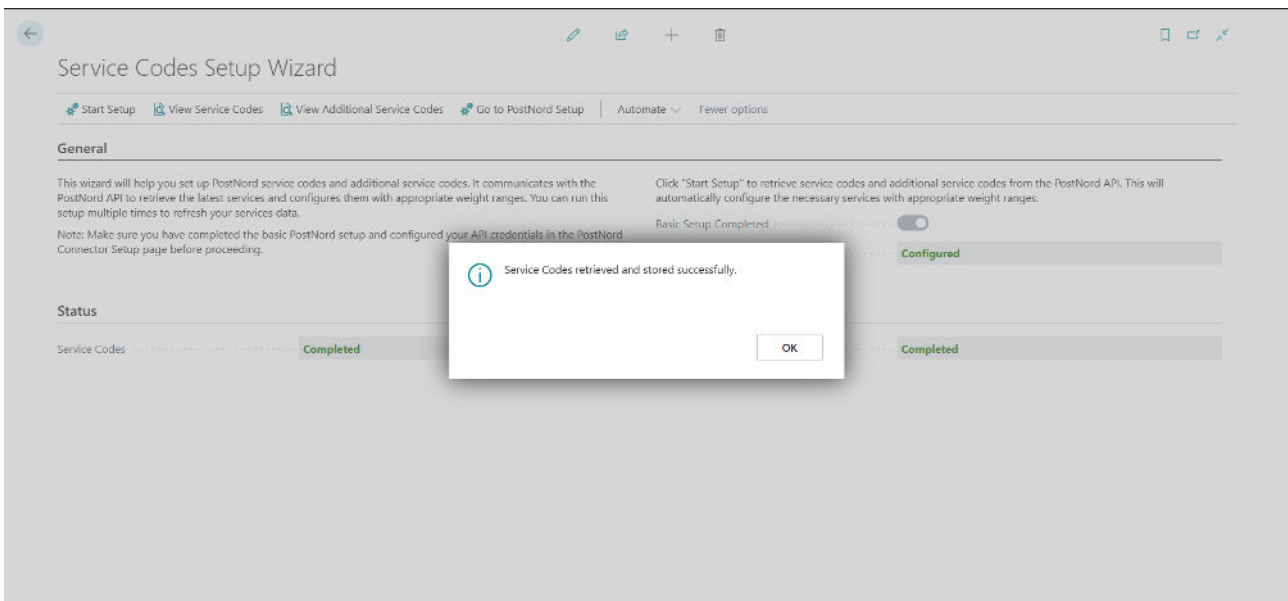 Service Codes Setup Wizard
Start Setup View Service Codes View Additional Service Codes Go to PostNord Setup Automate Fewer options
General
This wizard will help you set up PostNord service codes and additional service codes. It communicates with the
PostNord API to retrieve the latest services and configures them with appropriate weight ranges. You can run this
setup multiple times to refresh your services data.
Note: Make sure you have completed the basic PostNord setup and configured your API credentials in the PostNord
Connector Setup page before proceeding.
Click "Start Setup" to retrieve service codes and additional service codes from the PostNord API. This will
automatically configure the necessary services with appropriate weight ranges.
Basic Setup Completed
Configured
Service Codes retrieved and stored successfully.
OK
Status
Service Codes Completed
Completed